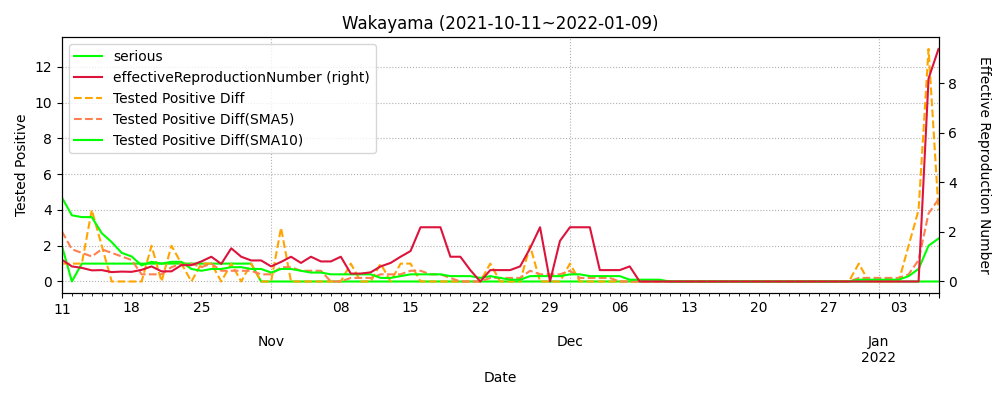 Wakayama (2021-10-11~2022-01-09)
serious
effectiveReproductionNumber (right)
Tested Positive Diff
Tested Positive Diff(SMA5)
Tested Positive Diff(SMA10)
Tested Positive
12
10
8
6
4
2
0
Effective Reproduction Number
8
6
4
2
0
11 18 25 08 15 22 29 06 13 20 27 03
Nov Dec Jan
2022
Date